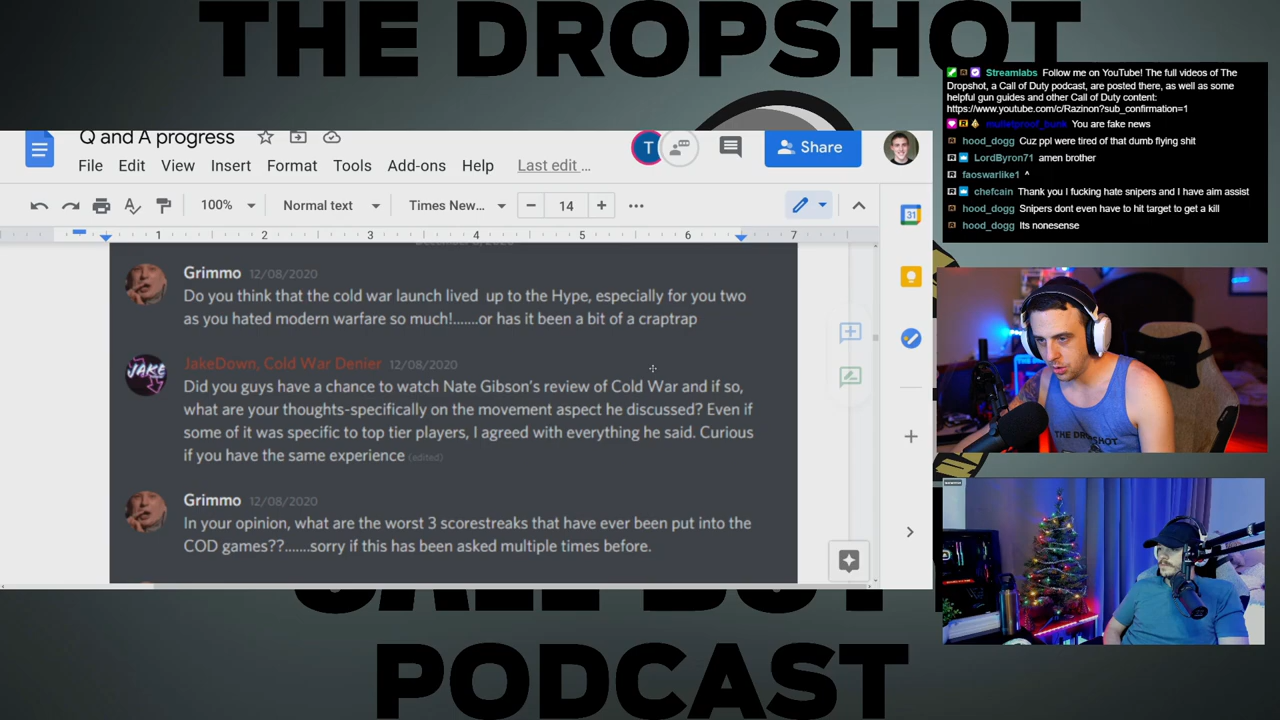 THE DROPSHOT
Q and A progress
File Edit View Insert Format Tools Add-ons Help Last edit ...
T
Share
100% Normal text Times New... 14
1 2 3 4 5 6 7
Grimmo 12/08/2020
Do you think that the cold war launch lived up to the Hype, especially for you two
as you hated modern warfare so much!.......or has it been a bit of a craptrap
JAKE
JakeDown, Cold War Denier 12/08/2020
Did you guys have a chance to watch Nate Gibson's review of Cold War and if so,
what are your thoughts-specifically on the movement aspect he discussed? Even if
some of it was specific to top tier players, I agreed with everything he said. Curious
if you have the same experience (edited)
Grimmo 12/08/2020
In your opinion, what are the worst 3 scorestreaks that have ever been put into the
COD games??.......sorry if this has been asked multiple times before.
31
Streamlabs Follow me on YouTube! The full videos of The
Dropshot, a Call of Duty podcast, are posted there, as well as some
helpful gun guides and other Call of Duty content:
https://www.youtube.com/c/Razinon?sub_confirmation=1
You are fake news
hood_dogg Cuz ppl were tired of that dumb flying shit
LordByron71 amen brother
faoswarlike1 ^
chefcain Thank you I fucking hate snipers and I have aim assist
hood_dogg Snipers dont even have to hit target to get a kill
hood_dogg Its nonesense
THE DROPSHOT
PODCAST